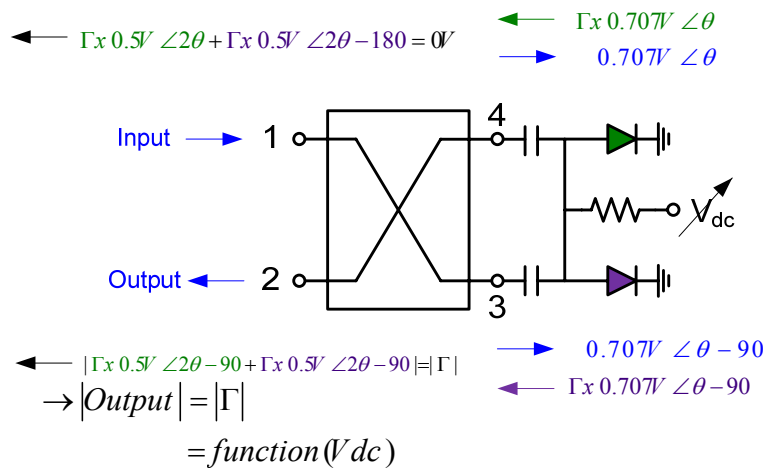 Γx 0.707V ∠θ
Γx 0.5V ∠2θ + Γx 0.5V ∠2θ − 180 = 0V
0.707V ∠θ
4
Input
1
V dc
Output
2
3
0.707V ∠θ − 90
|Γx 0.5V ∠2θ − 90 + Γx 0.5V ∠2θ − 90 |=| Γ |
Γx 0.707V ∠θ−90
→ |Output| = |Γ|
= function(Vdc)